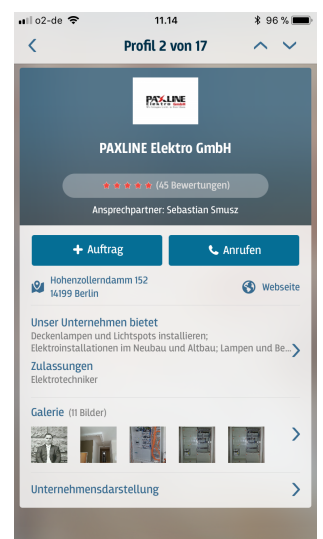 o2-de 11.14 96 %
Profil 2 von 17
PAXLINE
Elektro GmbH
PAXLINE Elektro GmbH
(45 Bewertungen)
Ansprechpartner: Sebastian Smusz
+ Auftrag
Anrufen
Hohenzollerndamm 152
14199 Berlin
Webseite
Unser Unternehmen bietet
Deckenlampen und Lichtspots installieren;
Elektroinstallationen im Neubau und Altbau; Lampen und Be...
Zulassungen
Elektrotechniker
Galerie (11 Bilder)
Unternehmensdarstellung